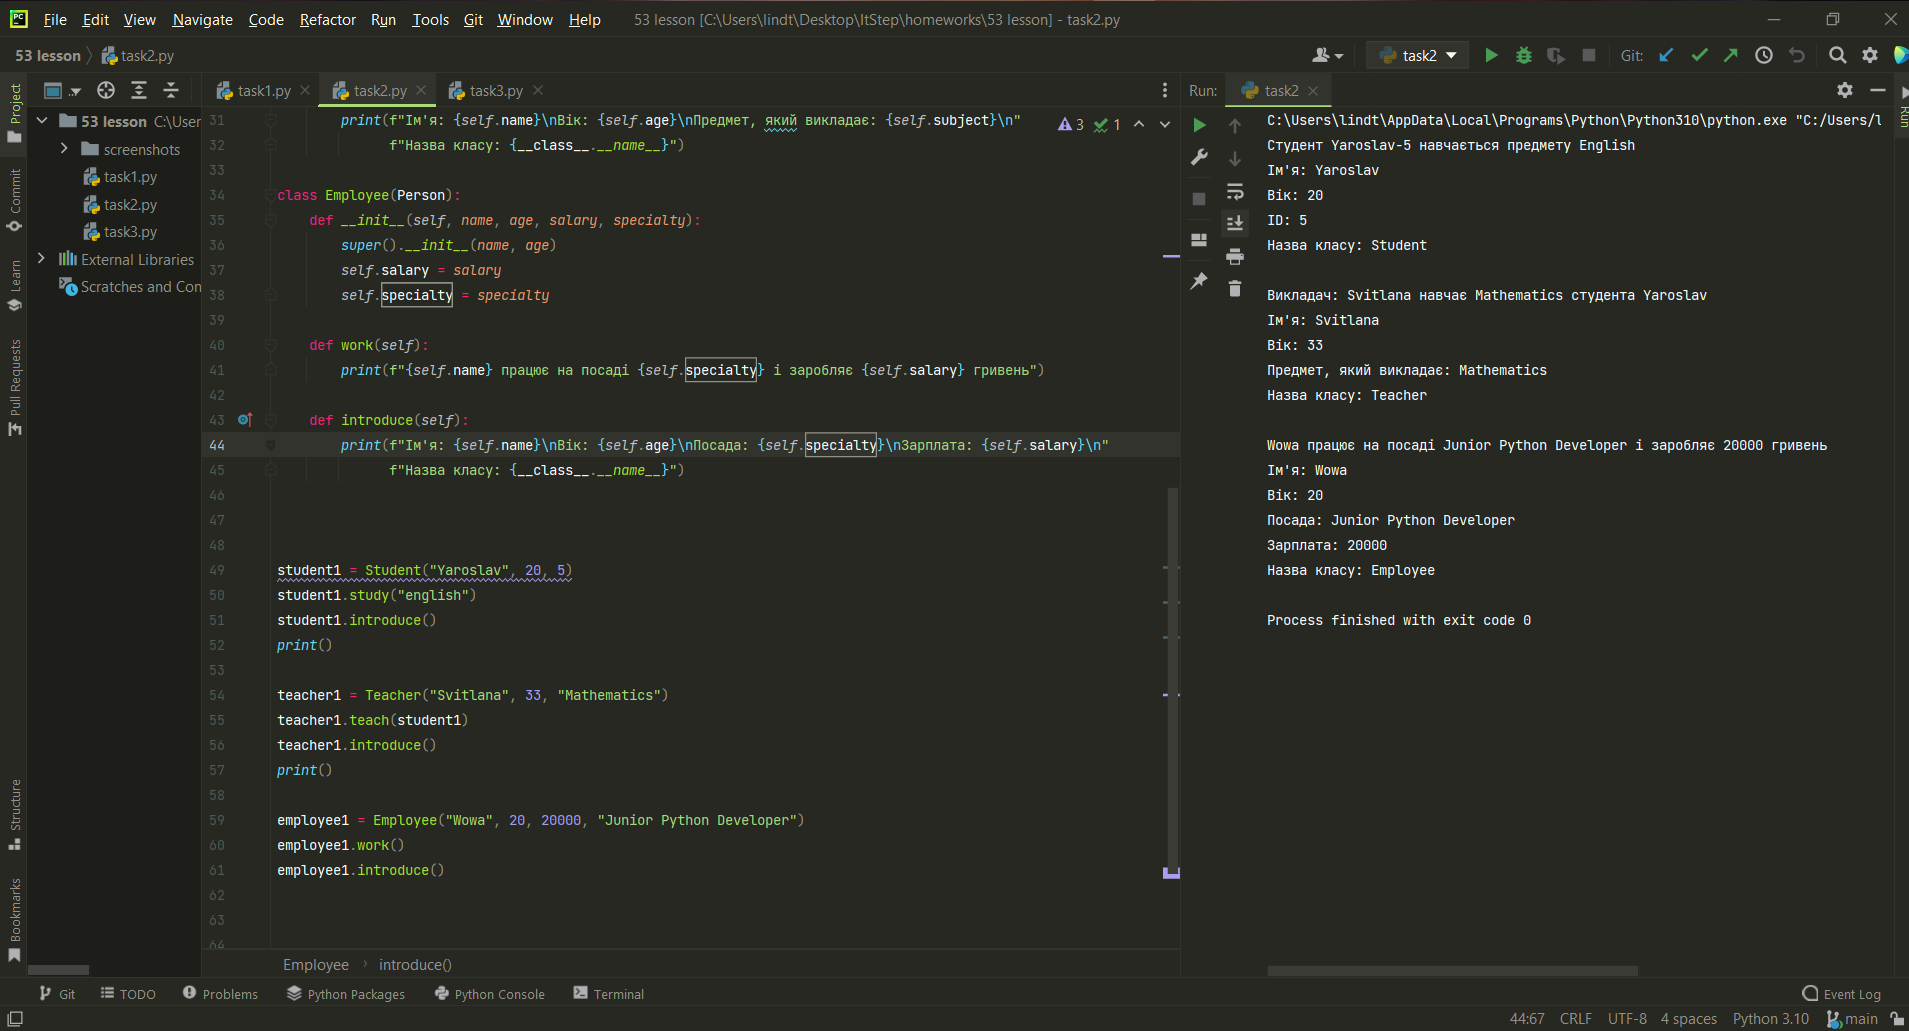 File Edit View Navigate Code Refactor Run Tools Git Window Help 53 lesson [C:\Users\lindt\Desktop\ItStep\homeworks\53 lesson] - task2.py
53 lesson task2.py task2 Git:
Project
Commit
Learn
Pull Requests
Structure
Bookmarks
53 lesson C:\User
screenshots
task1.py
task2.py
task3.py
External Libraries
Scratches and Con
task1.py task2.py task3.py
3 1
31 print(f"Ім'я: {self.name}\nВік: {self.age}\nПредмет, який викладає: {self.subject}\n"
32 f"Назва класу: {__class__.__name__}")
33
34 class Employee(Person):
35 def __init__(self, name, age, salary, specialty):
36 super().__init__(name, age)
37 self.salary = salary
38 self.specialty = specialty
39
40 def work(self):
41 print(f"{self.name} працює на посаді {self.specialty} і заробляє {self.salary} гривень")
42
43 def introduce(self):
44 print(f"Ім'я: {self.name}\nВік: {self.age}\nПосада: {self.specialty}\nЗарплата: {self.salary}\n"
45 f"Назва класу: {__class__.__name__}")
46
47
48
49 student1 = Student("Yaroslav", 20, 5)
50 student1.study("english")
51 student1.introduce()
52 print()
53
54 teacher1 = Teacher("Svitlana", 33, "Mathematics")
55 teacher1.teach(student1)
56 teacher1.introduce()
57 print()
58
59 employee1 = Employee("Wowa", 20, 20000, "Junior Python Developer")
60 employee1.work()
61 employee1.introduce()
62
63
64
Employee introduce()
Run: task2
Run
C:\Users\lindt\AppData\Local\Programs\Python\Python310\python.exe "C:/Users/l
Студент Yaroslav-5 навчається предмету English
Ім'я: Yaroslav
Вік: 20
ID: 5
Назва класу: Student
Викладач: Svitlana навчає Mathematics студента Yaroslav
Ім'я: Svitlana
Вік: 33
Предмет, який викладає: Mathematics
Назва класу: Teacher
Wowa працює на посаді Junior Python Developer і заробляє 20000 гривень
Ім'я: Wowa
Вік: 20
Посада: Junior Python Developer
Зарплата: 20000
Назва класу: Employee
Process finished with exit code 0
Git TODO Problems Python Packages Python Console Terminal Event Log
44:67 CRLF UTF-8 4 spaces Python 3.10 main